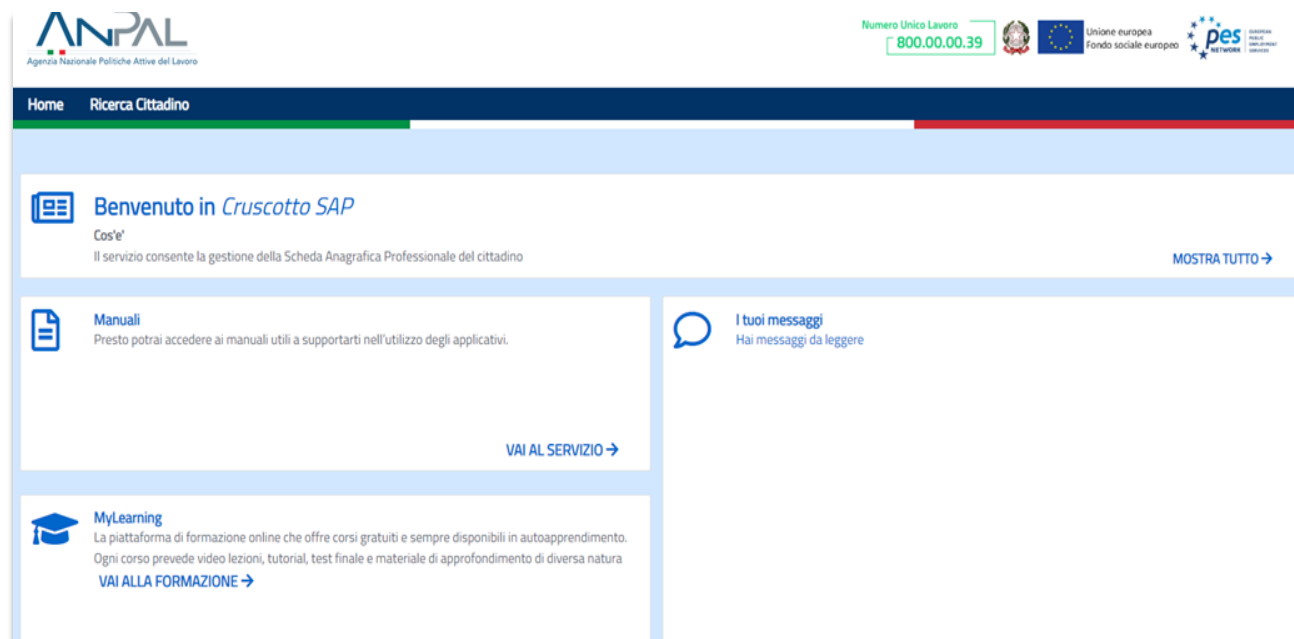 ANPAL
Agenzia Nazionale Politiche Attive del Lavoro
Numero Unico Lavoro
800.00.00.39
Unione europea
Fondo sociale europeo
pes
NETWORK
EUROPEAN
PUBLIC
EMPLOYMENT
SERVICES
Home Ricerca Cittadino
Benvenuto in Cruscotto SAP
Cos'e'
Il servizio consente la gestione della Scheda Anagrafica Professionale del cittadino
MOSTRA TUTTO →
Manuali
Presto potrai accedere ai manuali utili a supportarti nell'utilizzo degli applicativi.
VAI AL SERVIZIO →
I tuoi messaggi
Hai messaggi da leggere
MyLearning
La piattaforma di formazione online che offre corsi gratuiti e sempre disponibili in autoapprendimento.
Ogni corso prevede video lezioni, tutorial, test finale e materiale di approfondimento di diversa natura
VAI ALLA FORMAZIONE →